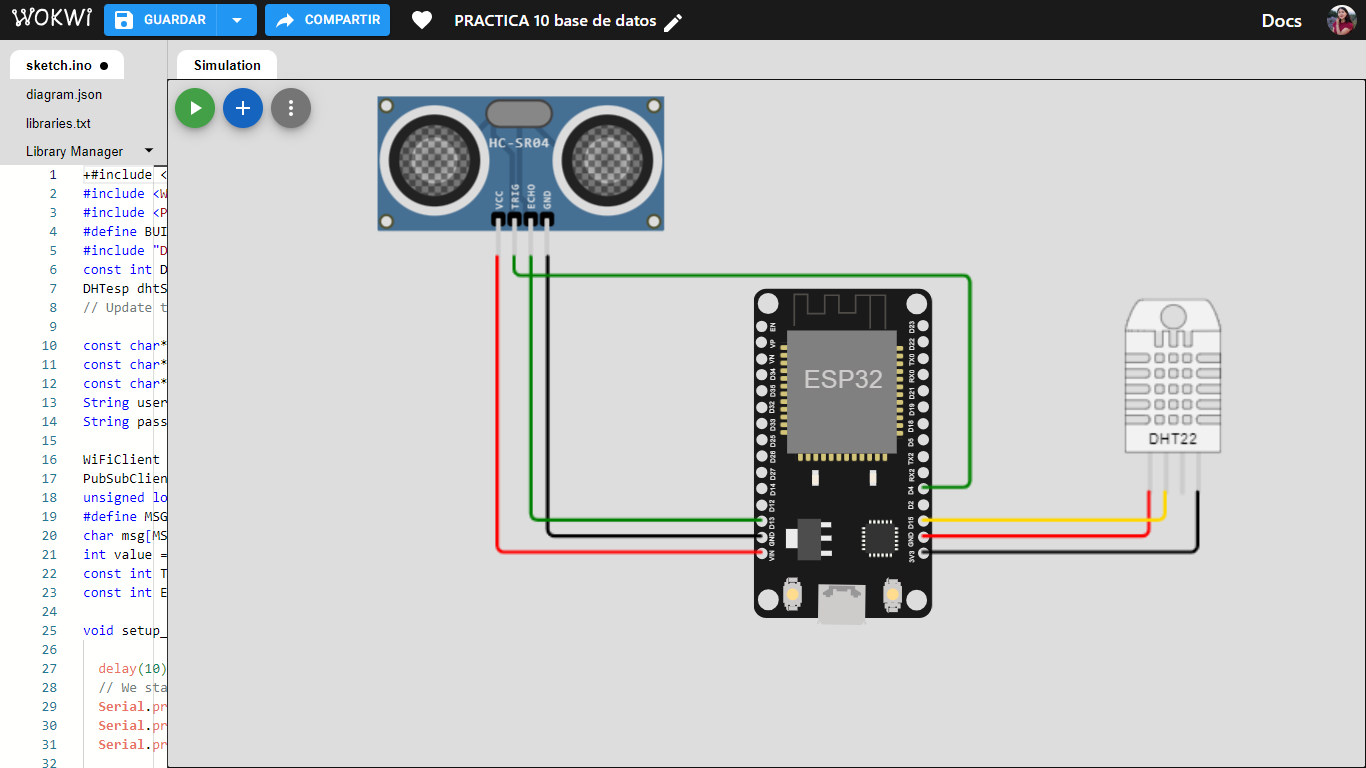 WOKWI GUARDAR COMPARTIR PRACTICA 10 base de datos Docs
sketch.ino ●
diagram.json
libraries.txt
Library Manager
Simulation
1 +#include <
2 #include <W
3 #include <P
4 #define BUI
5 #include "D
6 const int D
7 DHTesp dhtS
8 // Update t
9
10 const char*
11 const char*
12 const char*
13 String user
14 String pass
15
16 WiFiClient
17 PubSubClien
18 unsigned lo
19 #define MSG
20 char msg[MS
21 int value =
22 const int T
23 const int E
24
25 void setup_
26
27 delay(10)
28 // We sta
29 Serial.pr
30 Serial.pr
31 Serial.pr
32
HC-SR04
VCC
TRIG
ECHO
GND
ESP32
EN
VP
VN
D34
D35
D32
D33
D25
D26
D27
D14
D12
D13
GND
VIN
D23
D22
TX0
RX0
D21
D19
D18
D5
TX2
RX2
D4
D2
D15
GND
3V3
DHT22